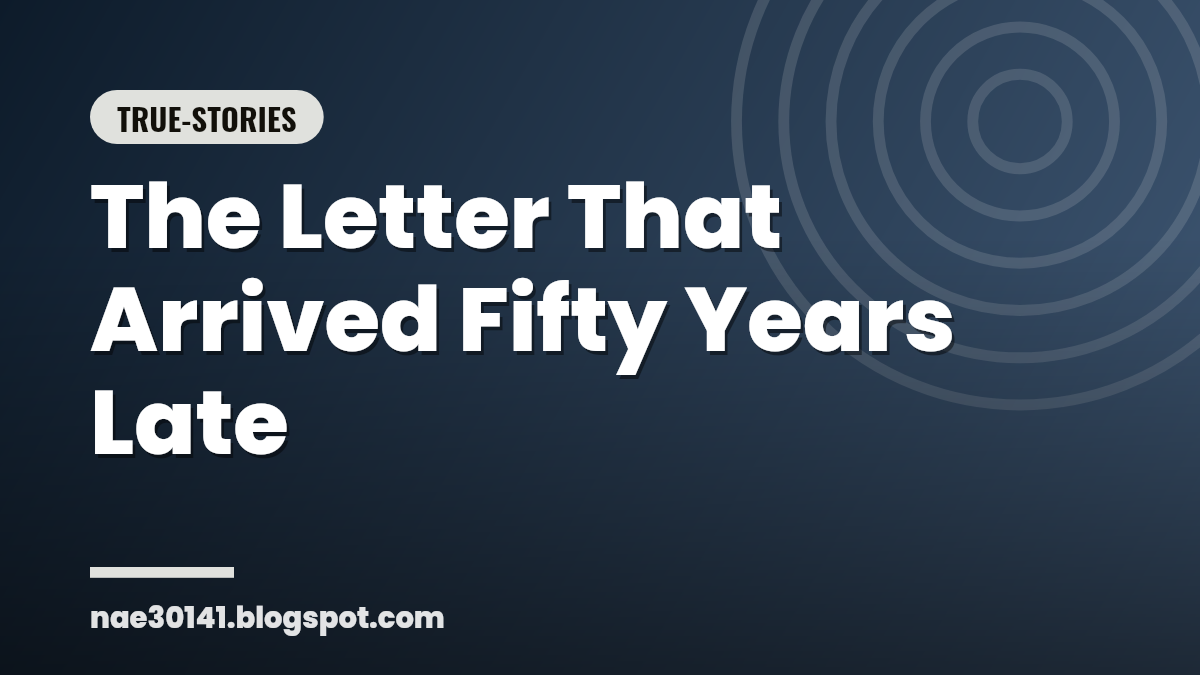 TRUE-STORIES
The Letter That
Arrived Fifty Years
Late
nae30141.blogspot.com